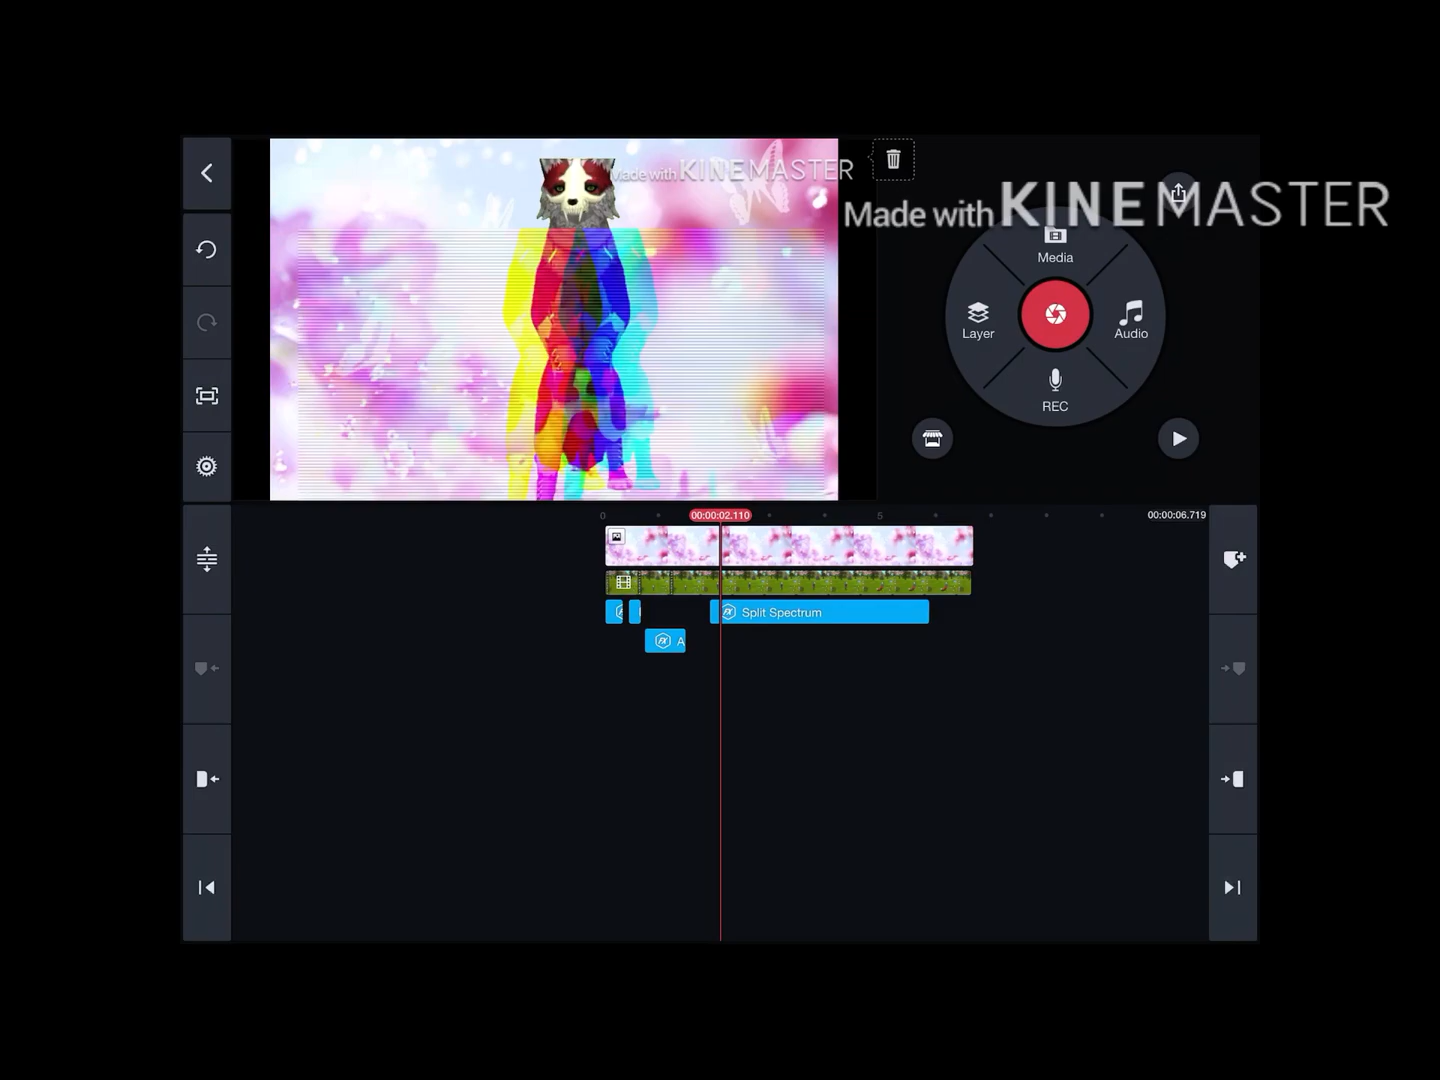 Made with KINEMASTER
Made with KINEMASTER
Media
Layer
Audio
REC
0
00:00:02.110
5
00:00:06.719
Split Spectrum
A